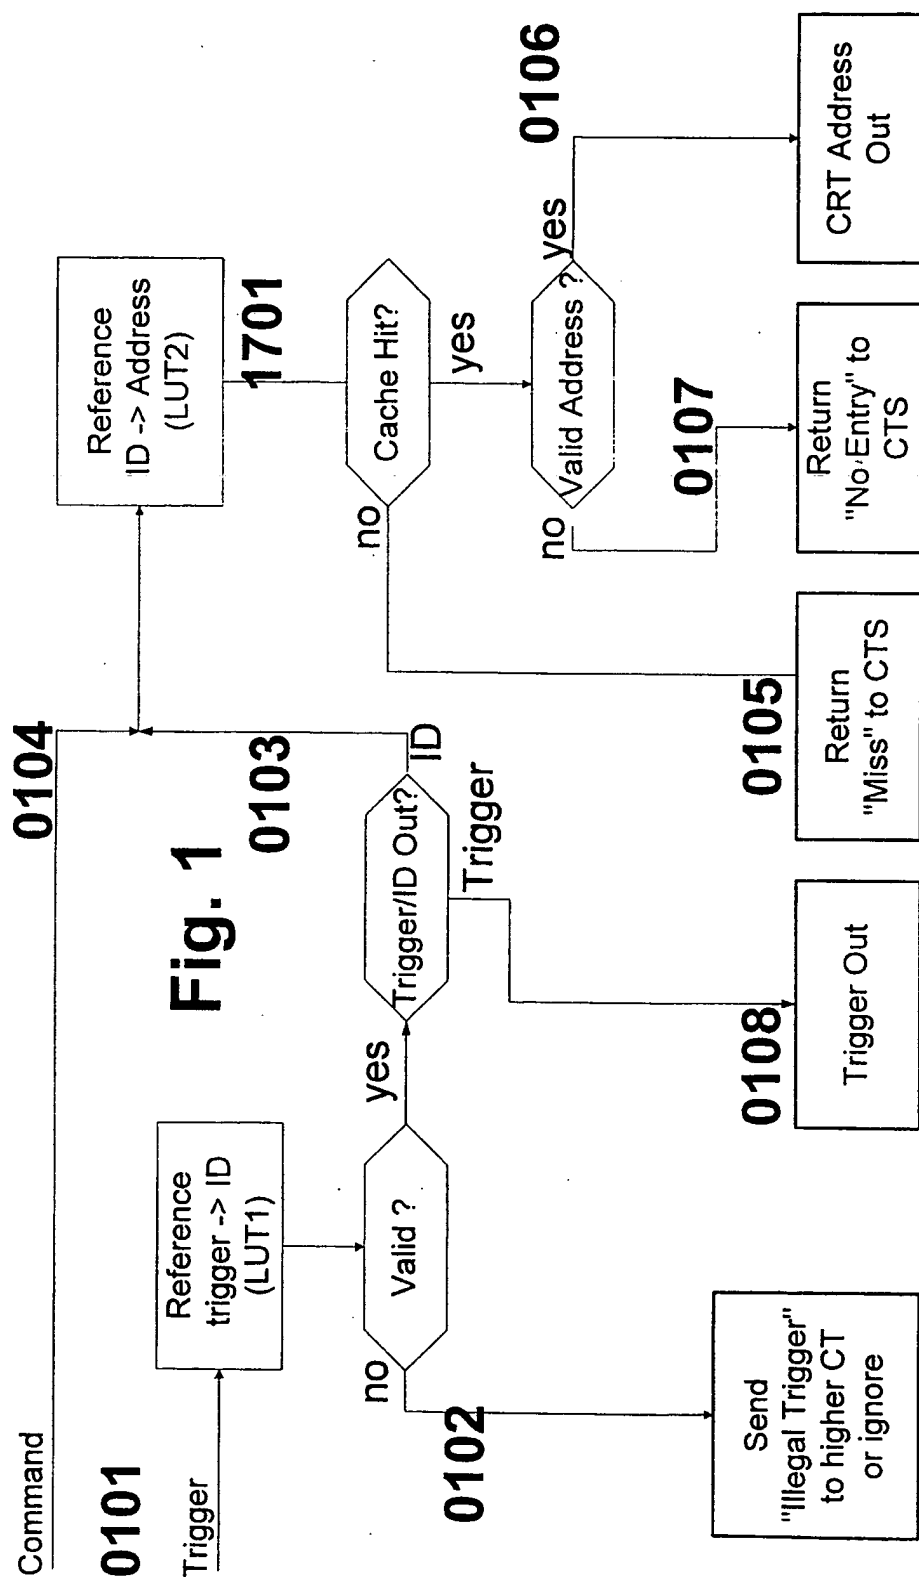 Command
0104
0101
Trigger
Reference
trigger -> ID
(LUT1)
Fig. 1
0103
Reference
ID -> Address
(LUT2)
1701
no
Valid ?
yes
Trigger/ID Out?
ID
Trigger
no
Cache Hit?
yes
0102
no
Valid Address ?
yes
0106
0107
0108
0105
Send
"Illegal Trigger"
to higher CT
or ignore
Trigger Out
Return
"Miss" to CTS
Return
"No Entry" to
CTS
CRT Address
Out